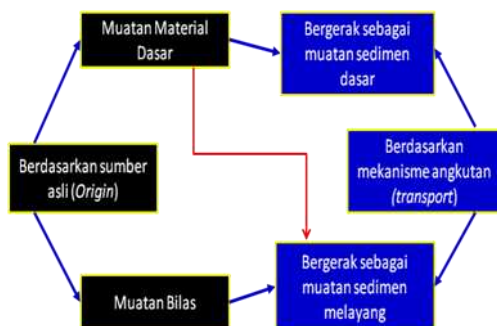 Muatan Material
Dasar
Bergerak sebagai
muatan sedimen
dasar
Berdasarkan sumber
asli (Origin)
Berdasarkan
mekanisme angkutan
(transport)
Muatan Bilas
Bergerak sebagai
muatan sedimen
melayang